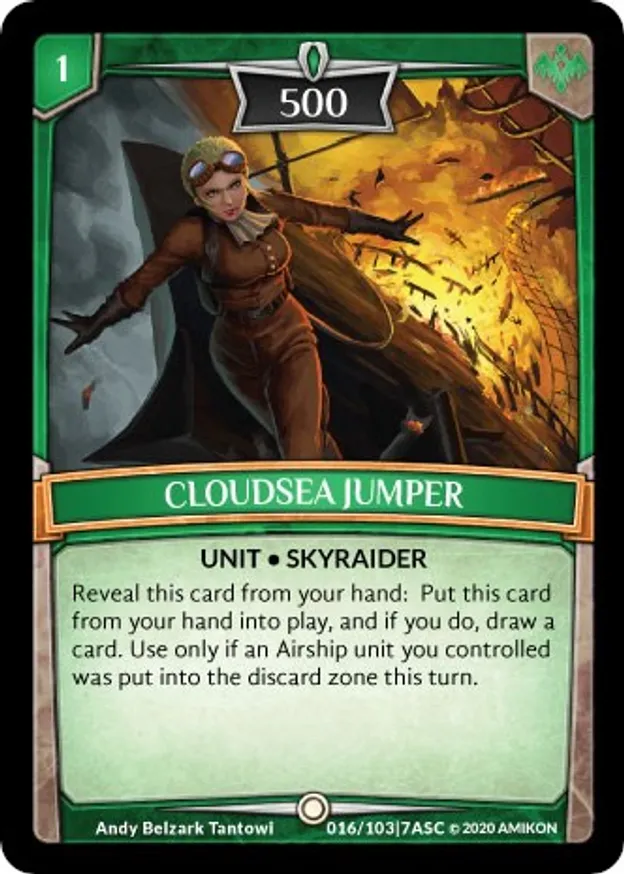 1
500
CLOUDSEA JUMPER
UNIT • SKYRAIDER
Reveal this card from your hand: Put this card
from your hand into play, and if you do, draw a
card. Use only if an Airship unit you controlled
was put into the discard zone this turn.
Andy Belzark Tantowi 016/103|7ASC © 2020 AMIKON